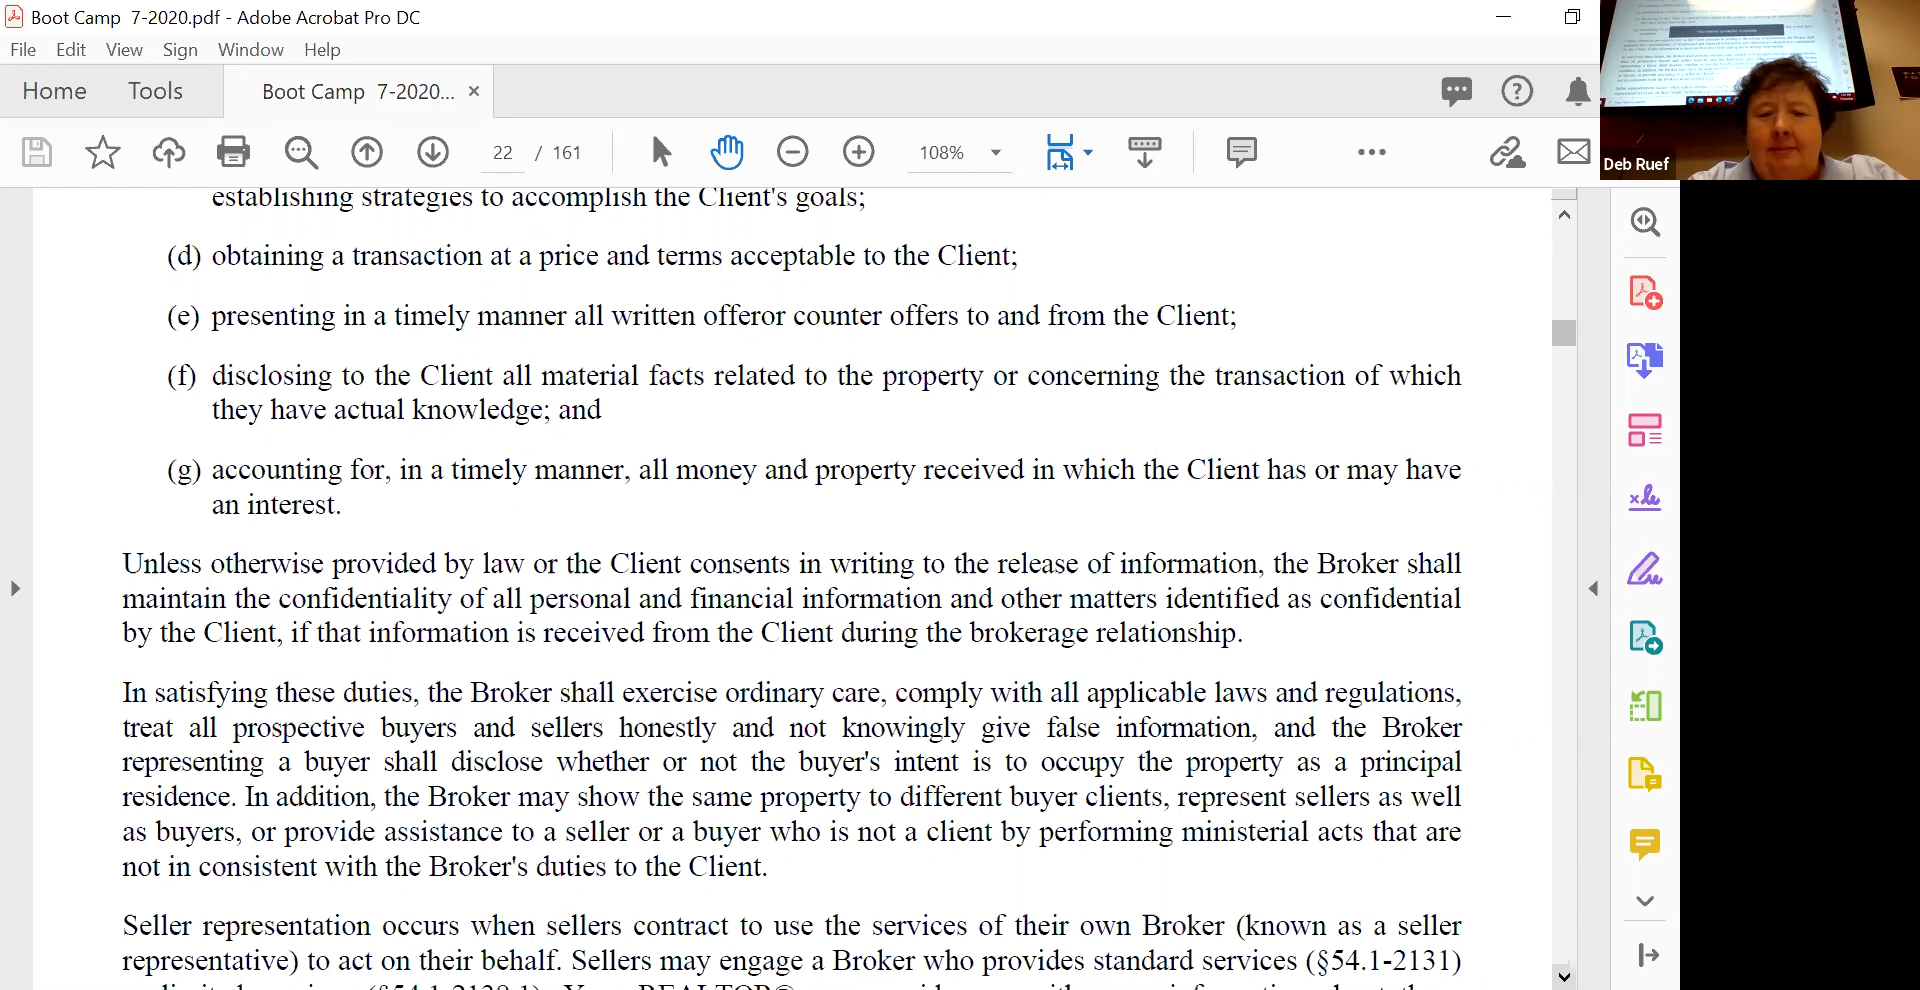 Boot Camp 7-2020.pdf - Adobe Acrobat Pro DC
File Edit View Sign Window Help
Home Tools Boot Camp 7-2020... ×
22 / 161 108%
Deb Ruef
establishing strategies to accomplish the Client's goals;
(d) obtaining a transaction at a price and terms acceptable to the Client;
(e) presenting in a timely manner all written offeror counter offers to and from the Client;
(f) disclosing to the Client all material facts related to the property or concerning the transaction of which
they have actual knowledge; and
(g) accounting for, in a timely manner, all money and property received in which the Client has or may have
an interest.
Unless otherwise provided by law or the Client consents in writing to the release of information, the Broker shall
maintain the confidentiality of all personal and financial information and other matters identified as confidential
by the Client, if that information is received from the Client during the brokerage relationship.
In satisfying these duties, the Broker shall exercise ordinary care, comply with all applicable laws and regulations,
treat all prospective buyers and sellers honestly and not knowingly give false information, and the Broker
representing a buyer shall disclose whether or not the buyer's intent is to occupy the property as a principal
residence. In addition, the Broker may show the same property to different buyer clients, represent sellers as well
as buyers, or provide assistance to a seller or a buyer who is not a client by performing ministerial acts that are
not in consistent with the Broker's duties to the Client.
Seller representation occurs when sellers contract to use the services of their own Broker (known as a seller
representative) to act on their behalf. Sellers may engage a Broker who provides standard services (§54.1-2131)